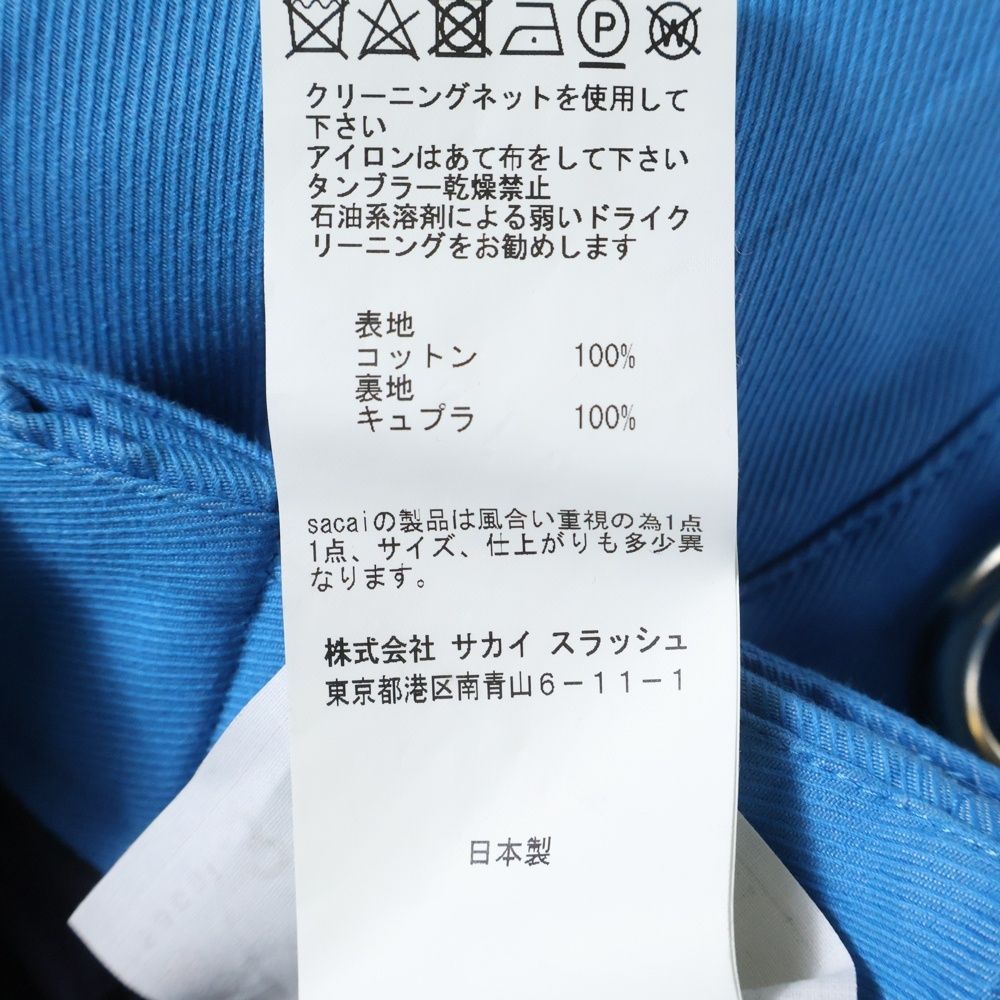 P W
クリーニングネットを使用して
下さい
アイロンはあて布をして下さい
タンブラー乾燥禁止
石油系溶剤による弱いドライク
リーニングをお勧めします
表地
コットン 100%
裏地
キュプラ 100%
sacaiの製品は風合い重視の為1点
1点、サイズ、仕上がりも多少異
なります。
株式会社 サカイ スラッシュ
東京都港区南青山6-11-1
日本製